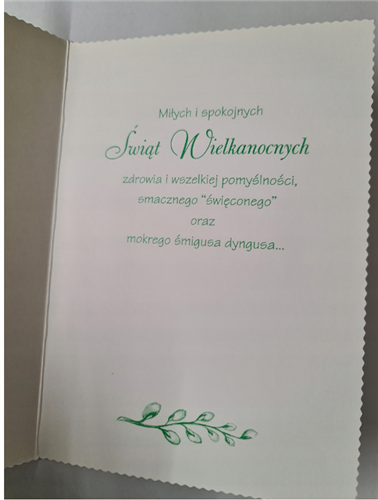 Miłych i spokojnych
Świąt Wielkanocnych
zdrowia i wszelkiej pomyślności,
smacznego "święconego"
oraz
mokrego śmigusa dyngusa...